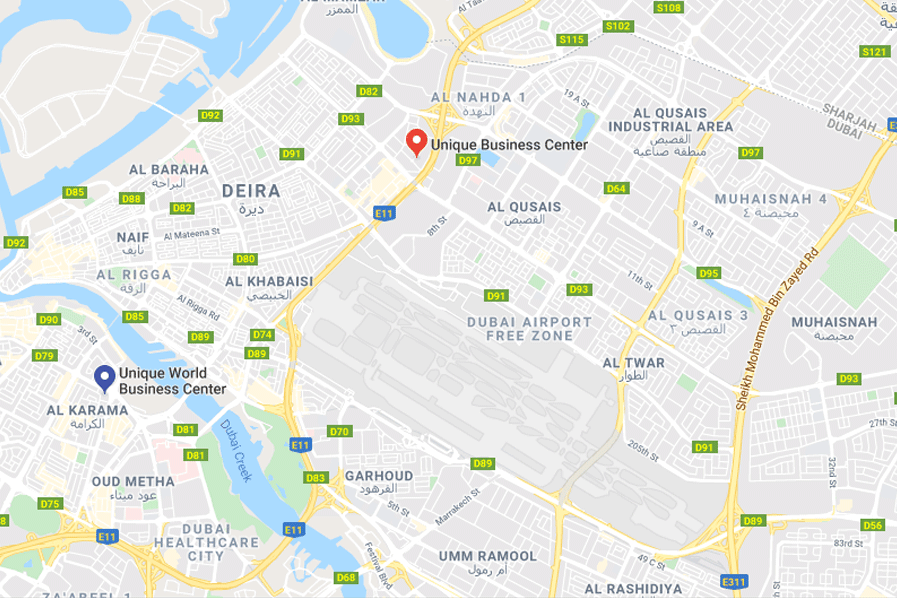 AL MAMZAR
الممزر
Al Taa
S108
S102
S115
S121
D82
AL NAHDA 1
النهدة
19 A St
D92
D93
AL QUSAIS
INDUSTRIAL AREA
القصيص
منطقة صناعية
SHARJAH
DUBAI
Unique Business Center
D91
D97
D97
AL BARAHA
البراحة
DEIRA
ديرة
D85
D88
D82
D64
MUHAISNAH 4
محيصنة ٤
E11
AL QUSAIS
القصيص
8th St
9 A St
NAIF
نايف
Al Mateena St
D92
D80
AL RIGGA
الرقة
AL KHABAISI
الخبيصي
D95
11th St
D91
D93
Sheikh Mohammed Bin Zayed Rd
Al Rigga Rd
D90
D85
3rd St
D89
D74
D89
DUBAI AIRPORT
FREE ZONE
AL QUSAIS 3
القصيص ٣
MUHAISNAH
محيصنة
D79
AL TWAR
الطوار
Unique World
Business Center
D93
AL KARAMA
الكرامة
D81
D81
Dubai Creek
D70
E11
27th St
205th St
D91
D89
32nd St
OUD METHA
عود ميثاء
D83
GARHOUD
القرهود
D75
5th St
Marrakech St
DUBAI
HEALTHCARE
CITY
E11
E11
D89
D56
83rd St
UMM RAMOOL
أم رمول
49 C St
Festival Blvd
D68
E311
AL RASHIDIYA
ZA'ABEEL 1